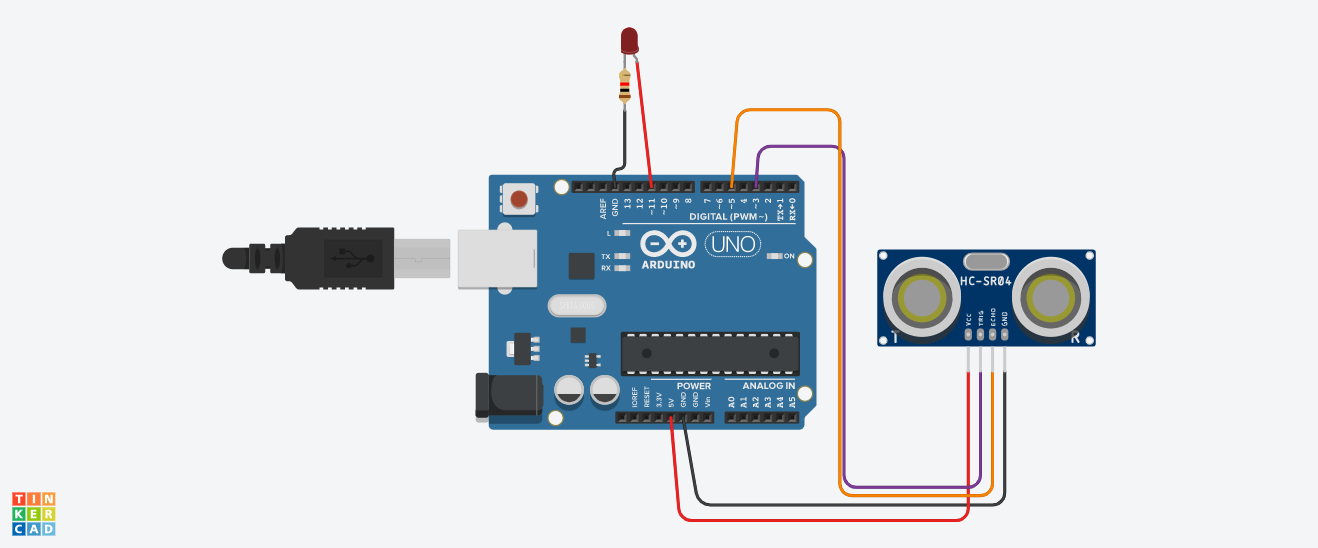 AREF
GND
13
12
~11
~10
~9
8
7
~6
~5
4
~3
2
TX→1
RX←0
DIGITAL (PWM~)
L
TX
RX
ARDUINO
UNO
ON
HC-SR04
VCC
TRIG
ECHO
GND
T
R
POWER
ANALOG IN
IOREF
RESET
3.3V
5V
GND
GND
Vin
A0
A1
A2
A3
A4
A5
TIN
KER
CAD